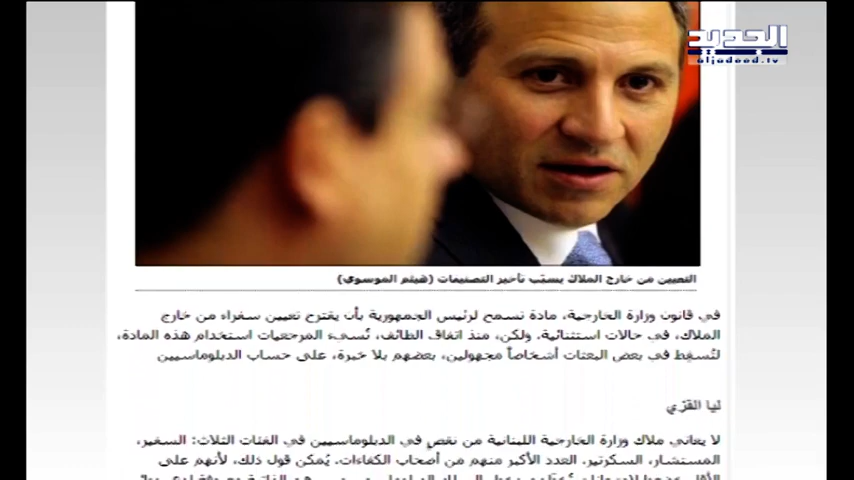 الجديد
aljadeed.tv
التعيين من خارج الملاك يسبّب تأخير التصنيفات (هيثم الموسوي)
في قانون وزارة الخارجية، مادة تسمح لرئيس الجمهورية بأن يقترح تعيين سفراء من خارج
الملاك، في حالات استثنائية. ولكن، منذ اتفاق الطائف، تُسيء المرجعيات استخدام هذه المادة،
لتُسقِط في بعض البعثات أشخاصاً مجهولين، بعضهم بلا خبرة، على حساب الدبلوماسيين
ليا القزي
لا يعاني ملاك وزارة الخارجية اللبنانية من نقصٍ في الدبلوماسيين في الفئات الثلاث: السفير،
المستشار، السكرتير. العدد الأكبر منهم من أصحاب الكفاءات. يُمكن قول ذلك، لأنهم على